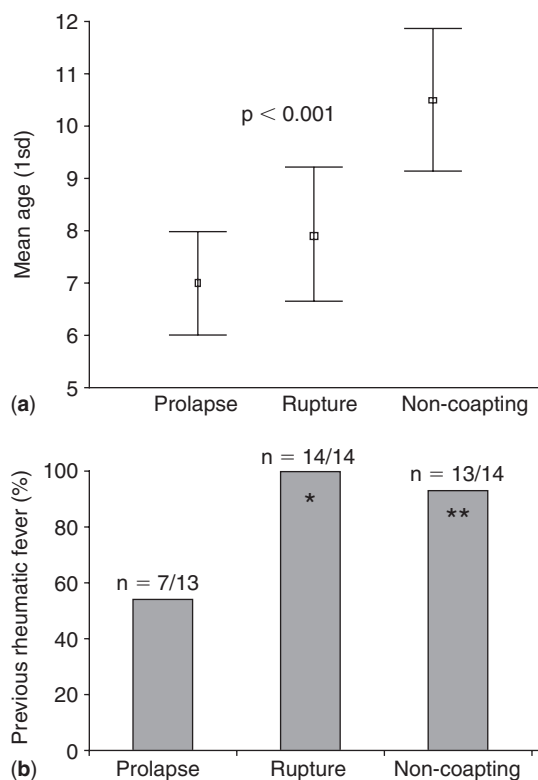 12
11
10
9
8
7
6
5
Mean age (1sd)
p < 0.001
(a)
Prolapse Rupture Non-coapting
100
80
60
40
20
0
Previous rheumatic fever (%)
n = 7/13
n = 14/14
*
n = 13/14
**
(b)
Prolapse Rupture Non-coapting